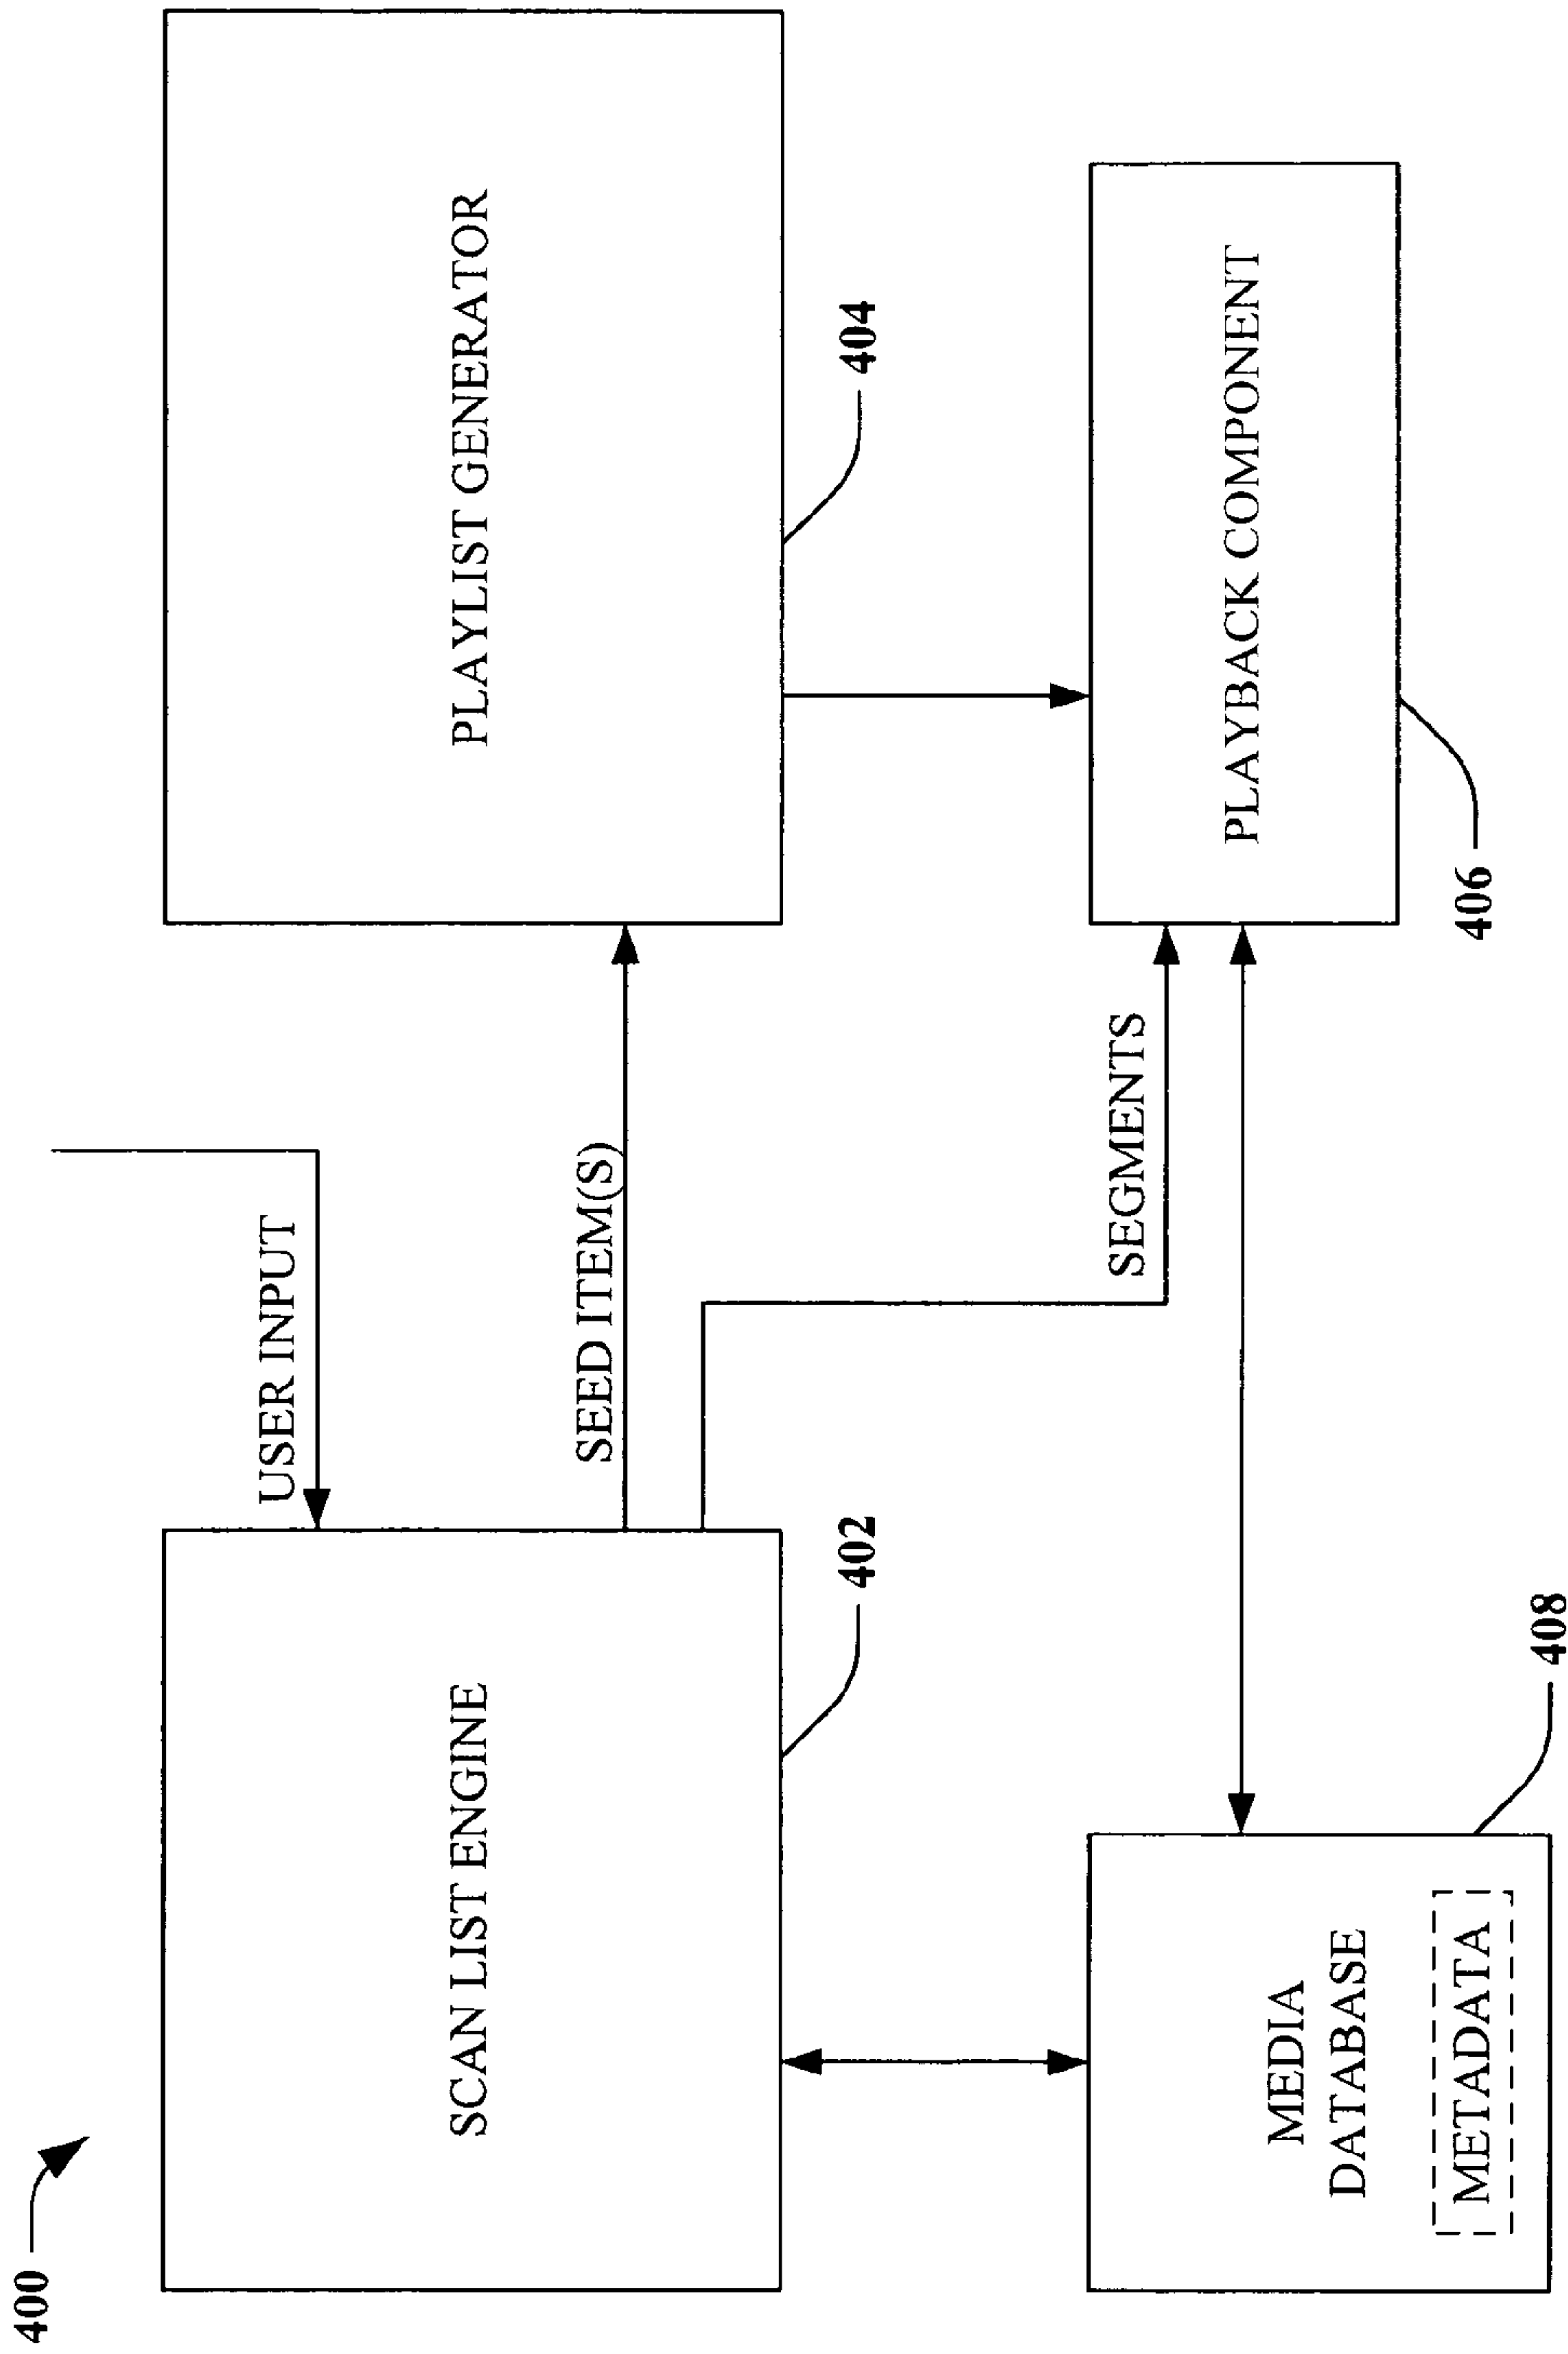 400
USER INPUT
SCAN LIST ENGINE
SEED ITEM(S)
PLAYLIST GENERATOR
402
404
SEGMENTS
MEDIA
DATABASE
METADATA
PLAYBACK COMPONENT
408
406